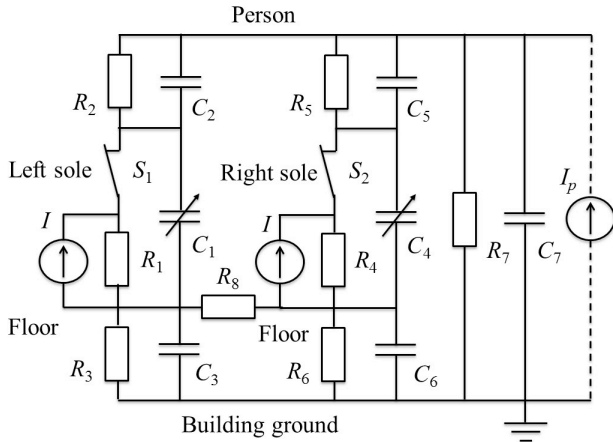 Person
R2 C2 R5 C5
Left sole S1 Right sole S2
I I Ip
R1 C1 R4 C4 R7 C7
R8
Floor Floor
R3 C3 R6 C6
Building ground